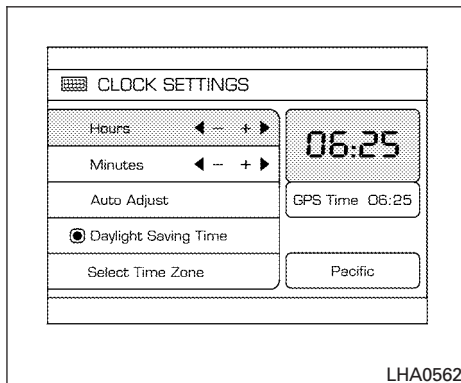 CLOCK SETTINGS
Hours ◀ – + ▶
Minutes ◀ – + ▶
Auto Adjust
Daylight Saving Time
Select Time Zone
06:25
GPS Time 06:25
Pacific
LHA0562